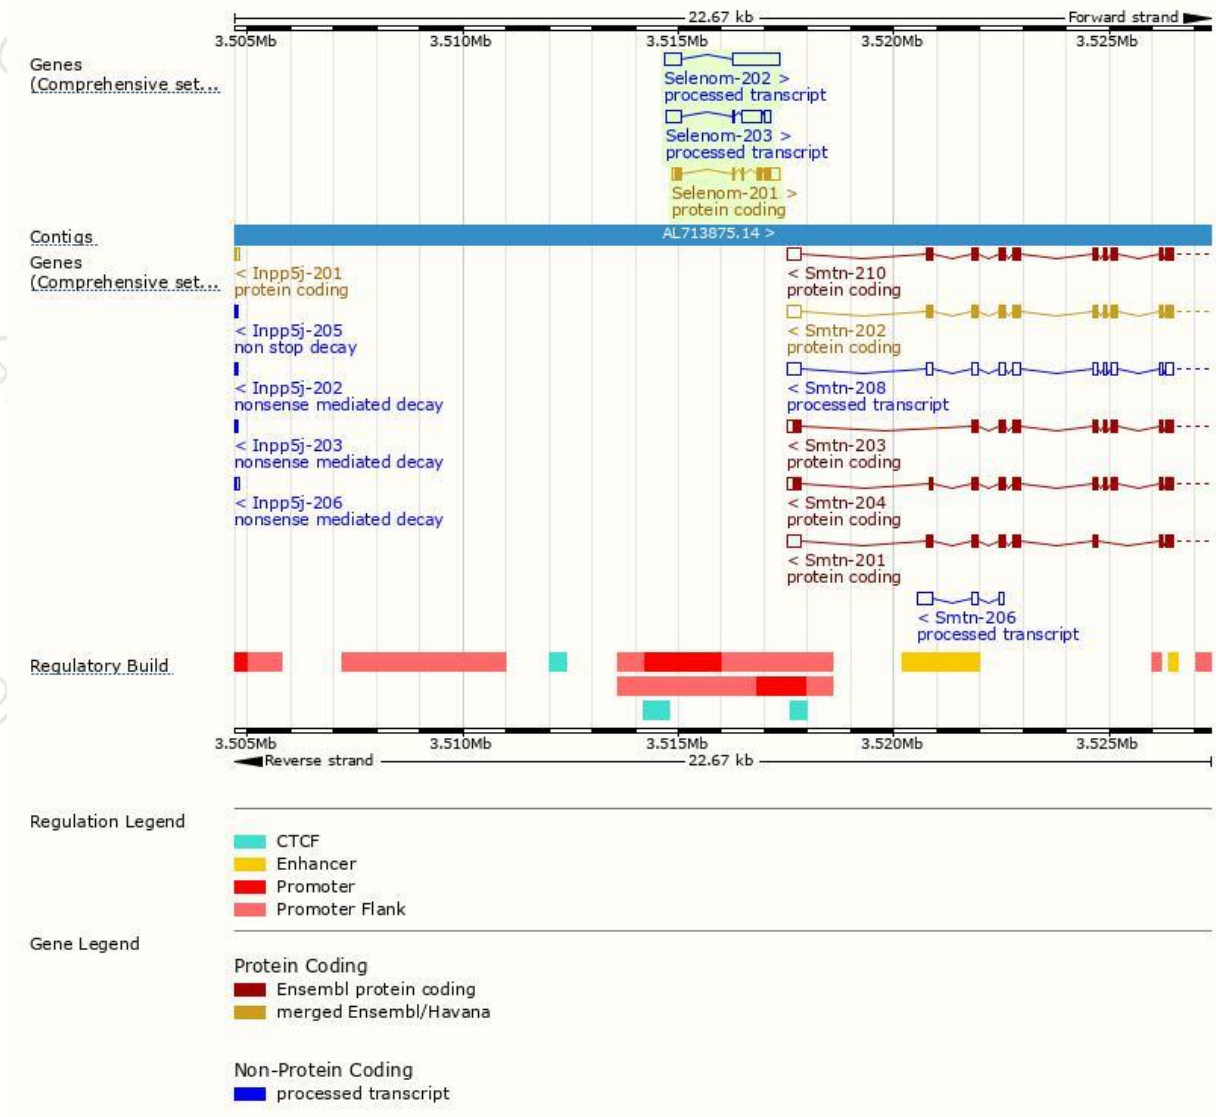 22.67 kb Forward strand
3.505Mb 3.510Mb 3.515Mb 3.520Mb 3.525Mb
Genes
(Comprehensive set...
Selenom-202 >
processed transcript
Selenom-203 >
processed transcript
Selenom-201 >
protein coding
Contigs AL713875.14 >
Genes
(Comprehensive set...
< Inpp5j-201 < Smtn-210
protein coding protein coding
< Inpp5j-205 < Smtn-202
non stop decay protein coding
< Inpp5j-202 < Smtn-208
nonsense mediated decay processed transcript
< Inpp5j-203 < Smtn-203
nonsense mediated decay protein coding
< Inpp5j-206 < Smtn-204
nonsense mediated decay protein coding
< Smtn-201
protein coding
< Smtn-206
processed transcript
Regulatory Build
3.505Mb 3.510Mb 3.515Mb 3.520Mb 3.525Mb
Reverse strand 22.67 kb
Regulation Legend
CTCF
Enhancer
Promoter
Promoter Flank
Gene Legend
Protein Coding
Ensembl protein coding
merged Ensembl/Havana
Non-Protein Coding
processed transcript